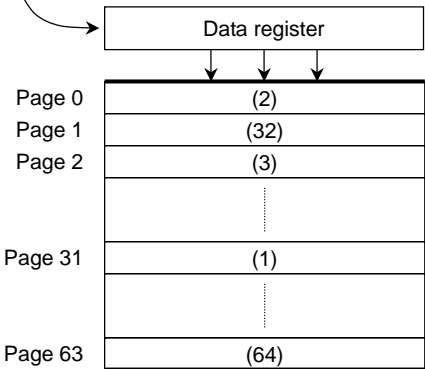 Data register
Page 0 (2)
Page 1 (32)
Page 2 (3)
Page 31 (1)
Page 63 (64)